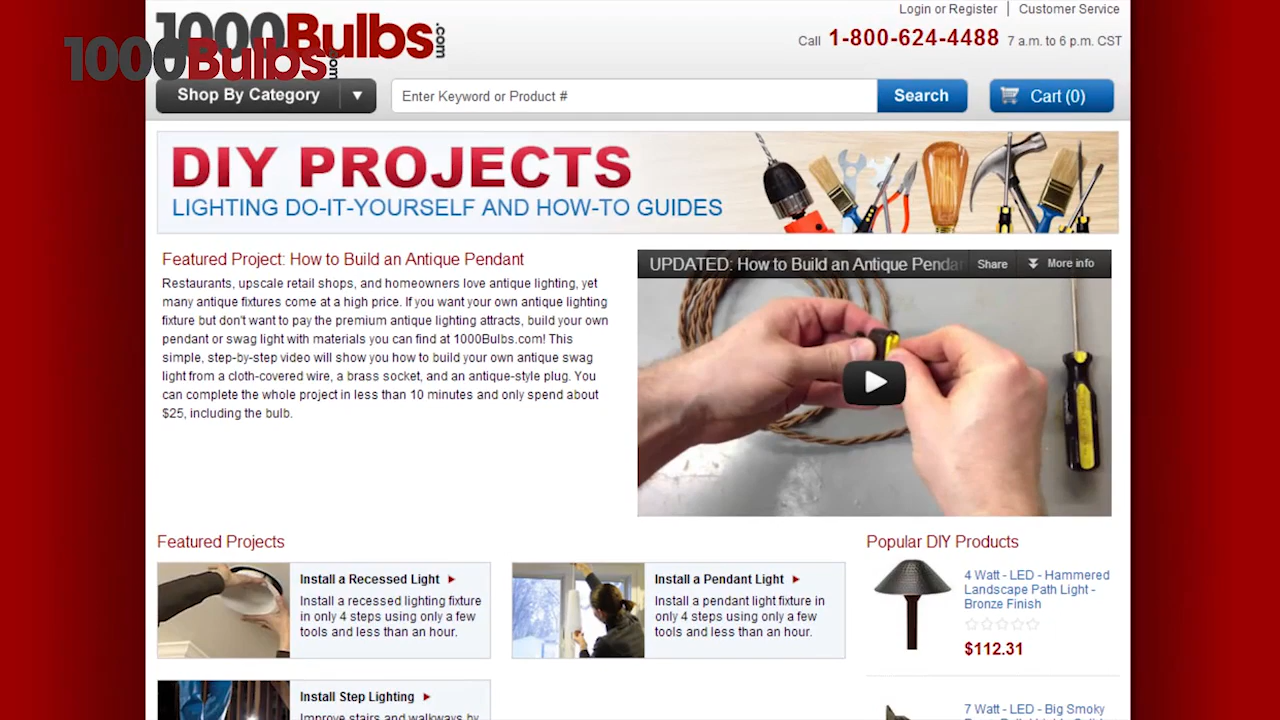 1000Bulbs.com
1000Bulbs.com
Login or Register
Customer Service
Call 1-800-624-4488 7 a.m. to 6 p.m. CST
Shop By Category
Enter Keyword or Product #
Search
Cart (0)
DIY PROJECTS
LIGHTING DO-IT-YOURSELF AND HOW-TO GUIDES
Featured Project: How to Build an Antique Pendant
Restaurants, upscale retail shops, and homeowners love antique lighting, yet
many antique fixtures come at a high price. If you want your own antique lighting
fixture but don't want to pay the premium antique lighting attracts, build your own
pendant or swag light with materials you can find at 1000Bulbs.com! This
simple, step-by-step video will show you how to build your own antique swag
light from a cloth-covered wire, a brass socket, and an antique-style plug. You
can complete the whole project in less than 10 minutes and only spend about
$25, including the bulb.
UPDATED: How to Build an Antique Pendan
Share
More info
Featured Projects
Install a Recessed Light
Install a recessed lighting fixture
in only 4 steps using only a few
tools and less than an hour.
Install a Pendant Light
Install a pendant light fixture in
only 4 steps using only a few
tools and less than an hour.
Install Step Lighting
Improve stairs and walkways by
Popular DIY Products
4 Watt - LED - Hammered
Landscape Path Light -
Bronze Finish
$112.31
7 Watt - LED - Big Smoky